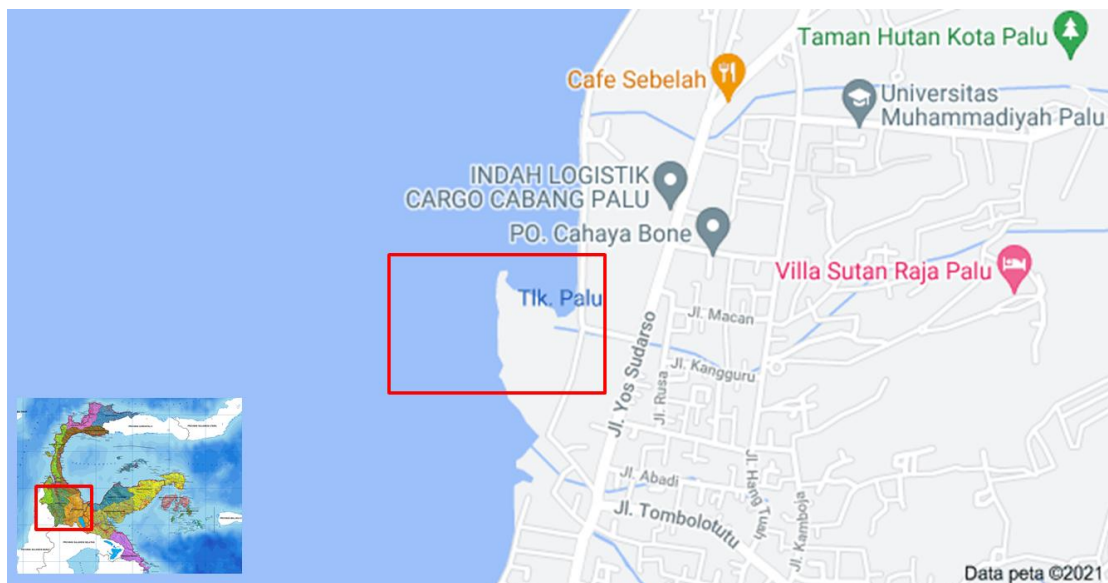 Taman Hutan Kota Palu
Cafe Sebelah
Universitas
Muhammadiyah Palu
INDAH LOGISTIK
CARGO CABANG PALU
PO. Cahaya Bone
Villa Sutan Raja Palu
Tlk. Palu
Jl. Macan
Jl. Yos Sudarso
Jl. Kangguru
Jl. Rusa
Jl. Abadi
Jl. Hang Tuah
Jl. Kamboja
Jl. Tombolotutu
Data peta ©2021